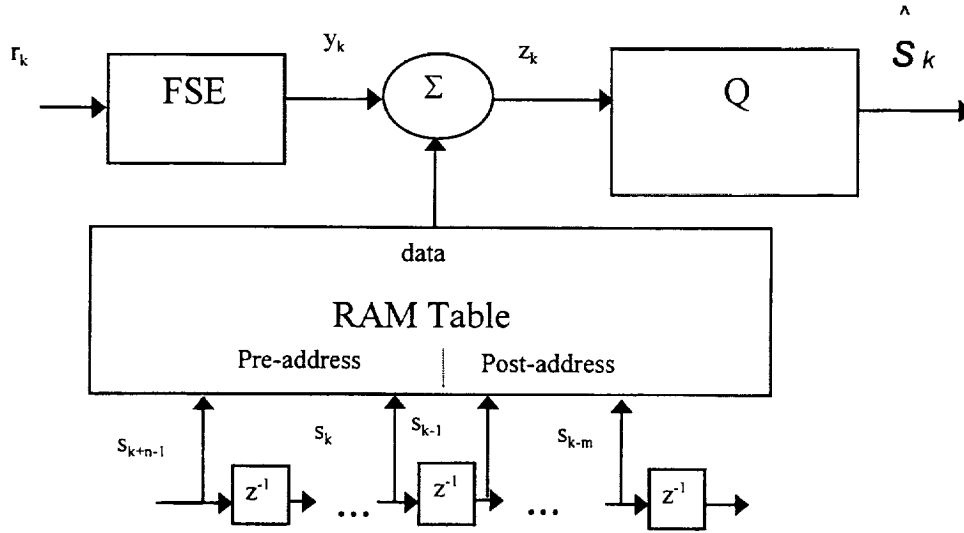 r_k
FSE
y_k
Σ
z_k
Q
ŝ_k
data
RAM Table
Pre-address
Post-address
s_{k+n-1}
s_k
s_{k-1}
s_{k-m}
z^{-1}
...
z^{-1}
...
z^{-1}